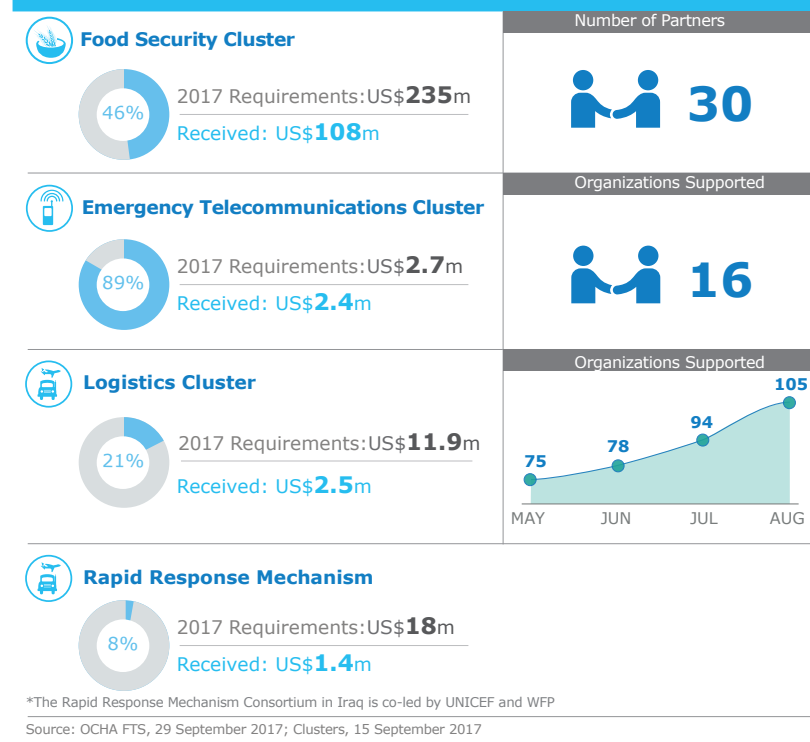 Food Security Cluster
46%
2017 Requirements:US$235m
Received: US$108m
Number of Partners
30
Emergency Telecommunications Cluster
89%
2017 Requirements:US$2.7m
Received: US$2.4m
Organizations Supported
16
Logistics Cluster
21%
2017 Requirements:US$11.9m
Received: US$2.5m
Organizations Supported
75
78
94
105
MAY JUN JUL AUG
Rapid Response Mechanism
8%
2017 Requirements:US$18m
Received: US$1.4m
*The Rapid Response Mechanism Consortium in Iraq is co-led by UNICEF and WFP
Source: OCHA FTS, 29 September 2017; Clusters, 15 September 2017